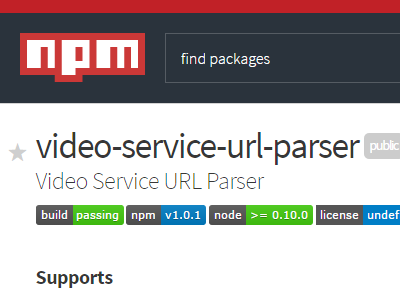 npm
find packages
video-service-url-parser public
Video Service URL Parser
build passing npm v1.0.1 node >= 0.10.0 license undef
Supports